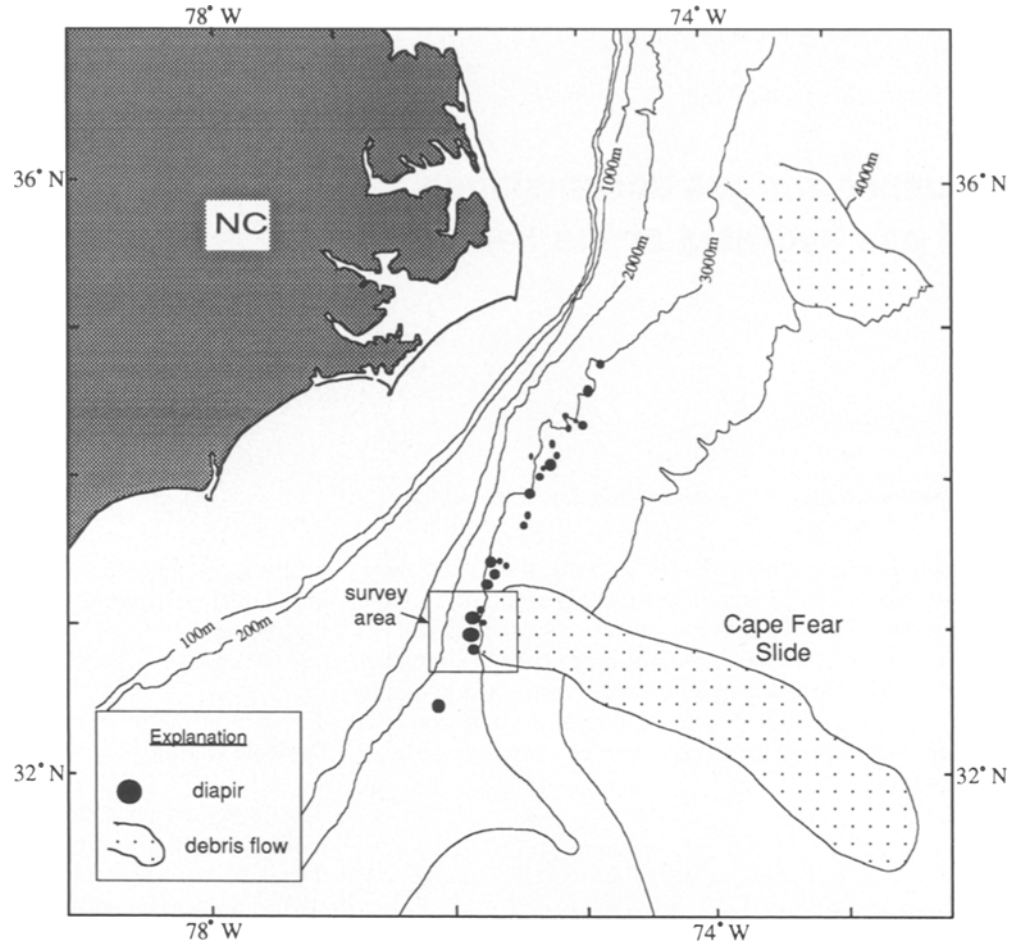 78° W
74° W
36° N
36° N
NC
1000m
2000m
3000m
4000m
survey
area
100m
200m
Cape Fear
Slide
Explanation
diapir
debris flow
32° N
32° N
78° W
74° W